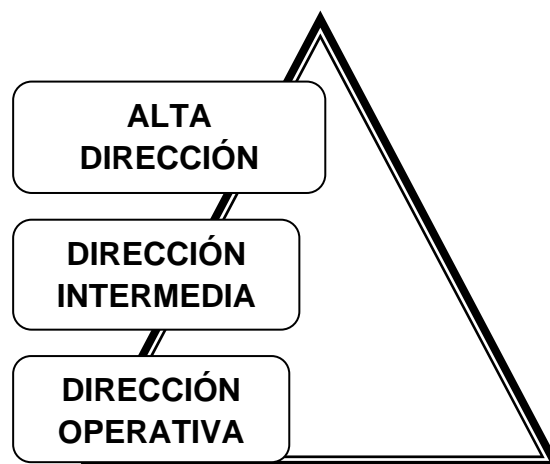 ALTA
DIRECCIÓN
DIRECCIÓN
INTERMEDIA
DIRECCIÓN
OPERATIVA